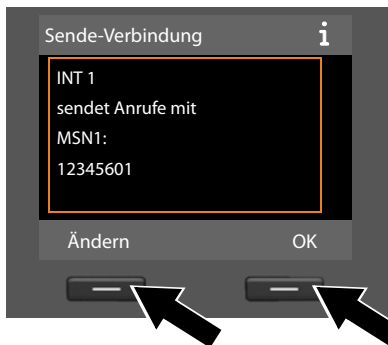 Sende-Verbindung i
INT 1
sendet Anrufe mit
MSN1:
12345601
Ändern OK